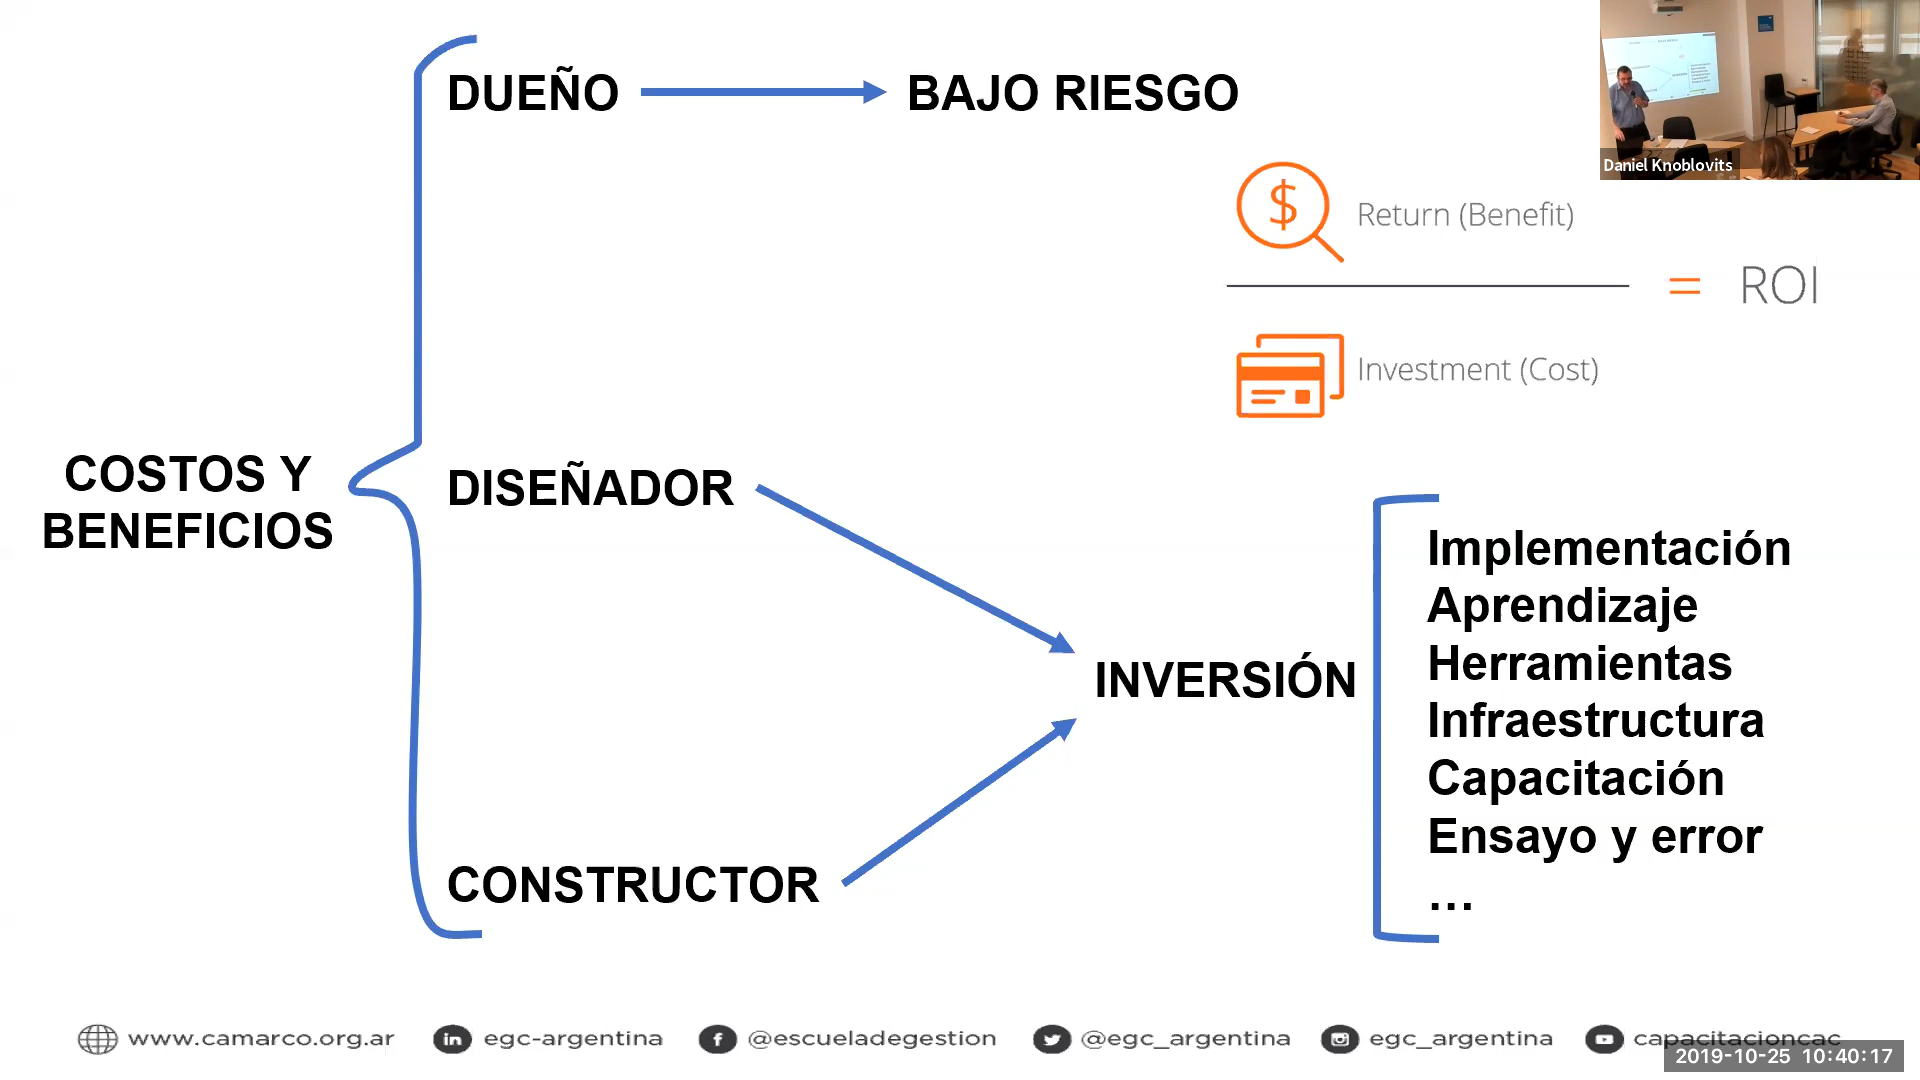 DUEÑO
BAJO RIESGO
Daniel Knoblovits
$
Return (Benefit)
= ROI
Investment (Cost)
COSTOS Y
BENEFICIOS
DISEÑADOR
INVERSIÓN
Implementación
Aprendizaje
Herramientas
Infraestructura
Capacitación
Ensayo y error
...
CONSTRUCTOR
www.camarco.org.ar
in egc-argentina
f @escueladegestion
@egc_argentina
egc_argentina
capacitacioncac
2019-10-25 10:40:17